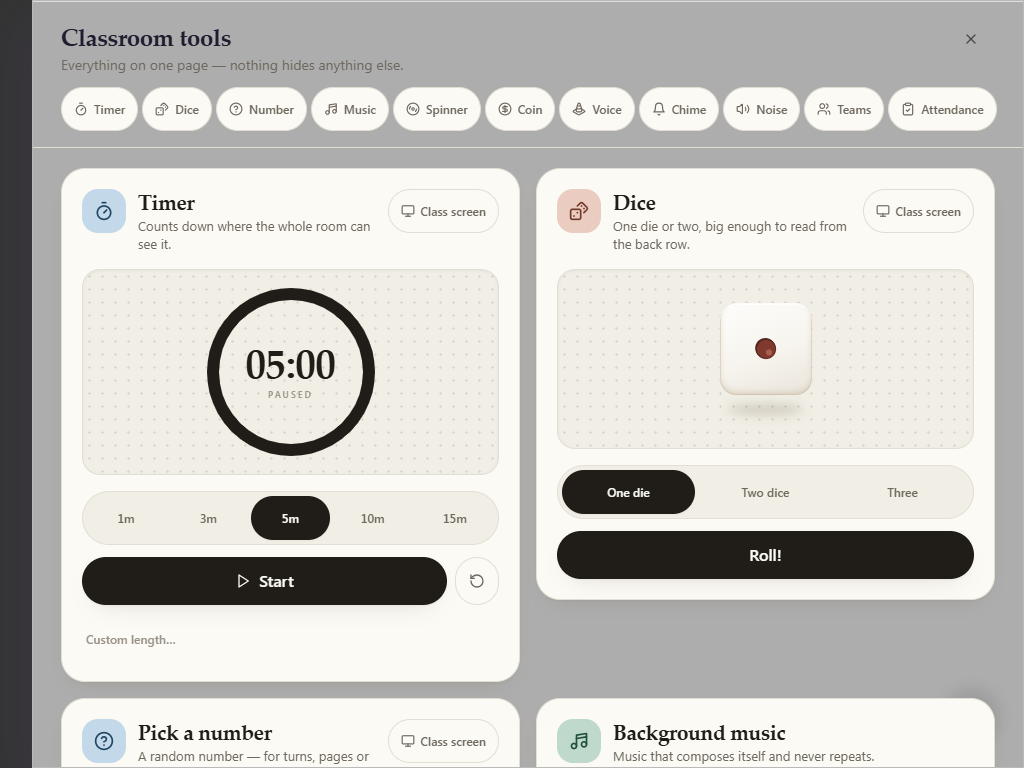 Classroom tools
Everything on one page — nothing hides anything else.
Timer
Dice
Number
Music
Spinner
Coin
Voice
Chime
Noise
Teams
Attendance
Timer
Counts down where the whole room can
see it.
Class screen
05:00
PAUSED
1m
3m
5m
10m
15m
Start
Custom length...
Dice
One die or two, big enough to read from
the back row.
Class screen
One die
Two dice
Three
Roll!
Pick a number
A random number — for turns, pages or
Class screen
Background music
Music that composes itself and never repeats.